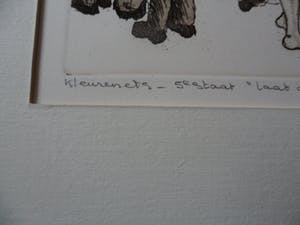 Kleurenets - 5e staat "laat